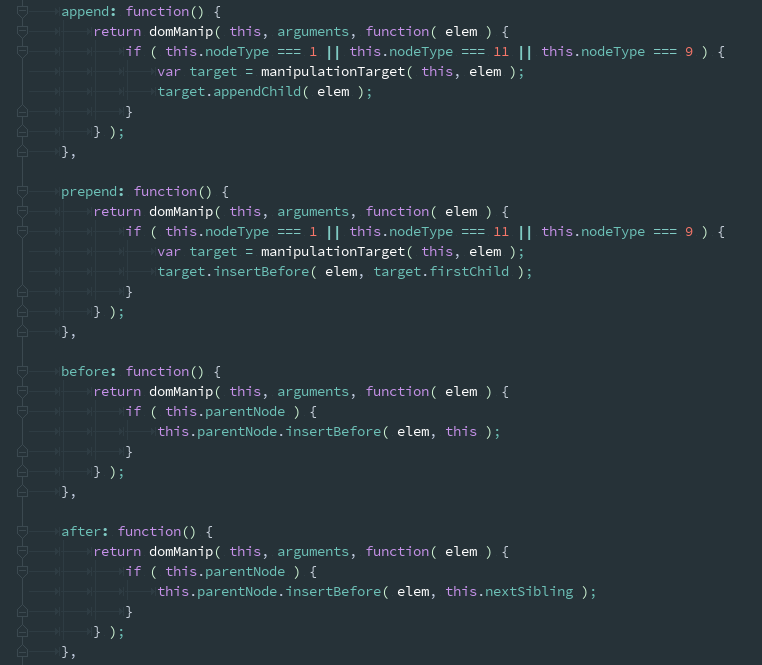 append: function() {
return domManip( this, arguments, function( elem ) {
if ( this.nodeType === 1 || this.nodeType === 11 || this.nodeType === 9 ) {
var target = manipulationTarget( this, elem );
target.appendChild( elem );
}
} );
},
prepend: function() {
return domManip( this, arguments, function( elem ) {
if ( this.nodeType === 1 || this.nodeType === 11 || this.nodeType === 9 ) {
var target = manipulationTarget( this, elem );
target.insertBefore( elem, target.firstChild );
}
} );
},
before: function() {
return domManip( this, arguments, function( elem ) {
if ( this.parentNode ) {
this.parentNode.insertBefore( elem, this );
}
} );
},
after: function() {
return domManip( this, arguments, function( elem ) {
if ( this.parentNode ) {
this.parentNode.insertBefore( elem, this.nextSibling );
}
} );
},